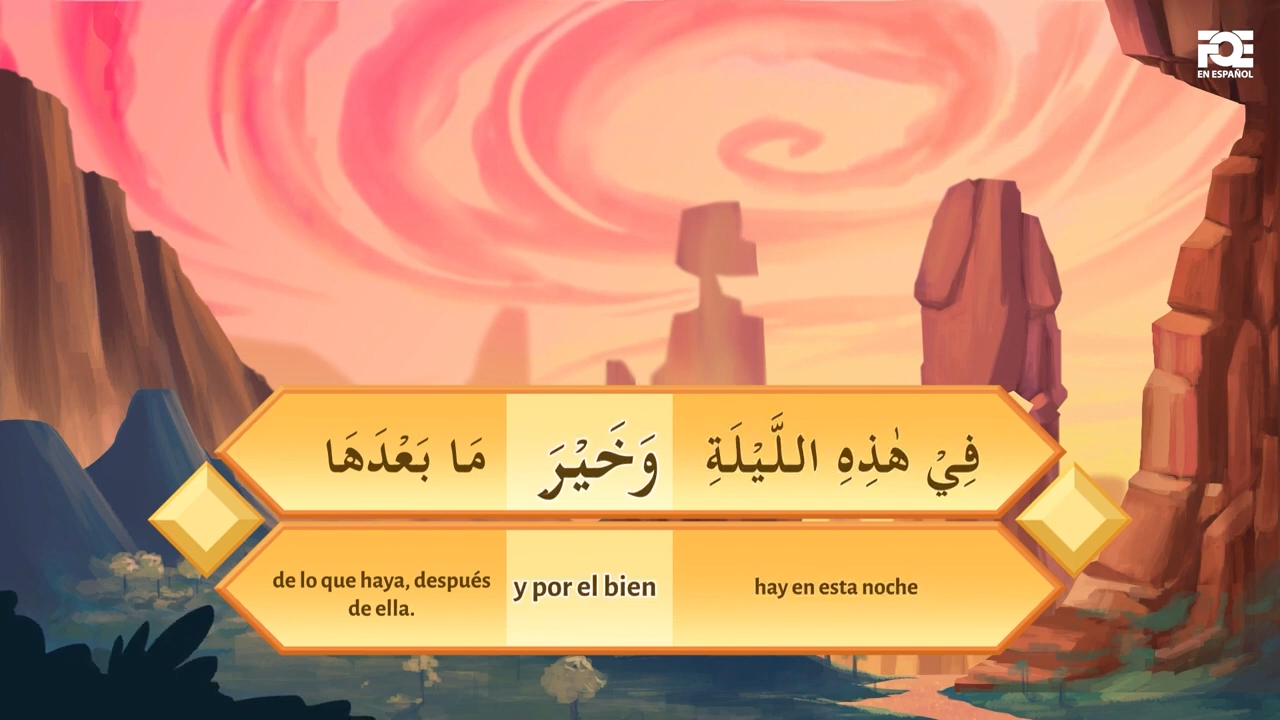 FQE
EN ESPAÑOL
فِيْ هٰذِهِ اللَّيْلَةِ وَخَيْرَ مَا بَعْدَهَا
de lo que haya, después
de ella.
y por el bien
hay en esta noche